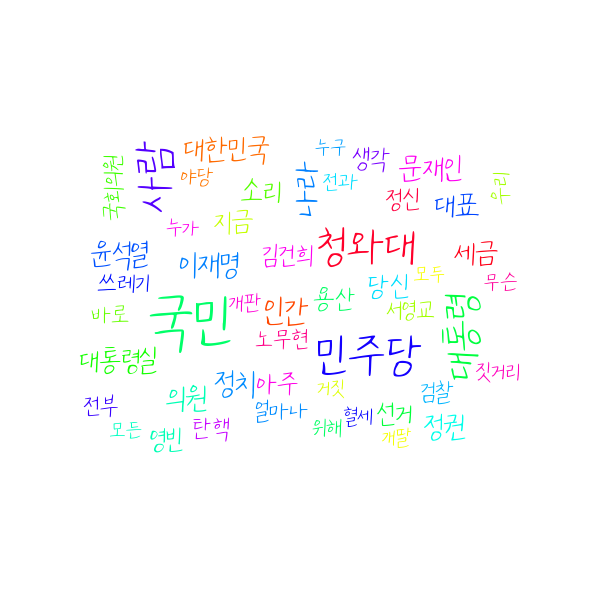 대한민국
누구
생각
문재인
국회의원
사람
야당
소리
나라
전과
정신
대표
우리
누가
지금
윤석열
이재명
김건희
청와대
세금
쓰레기
당신
모두
무슨
바로
국민
개판
인간
용산
서영교
대통령
대통령실
노무현
민주당
짓거리
전부
의원
정치
아주
거짓
검찰
얼마나
혈세
선거
모든
영빈
탄핵
위해
개딸
정권